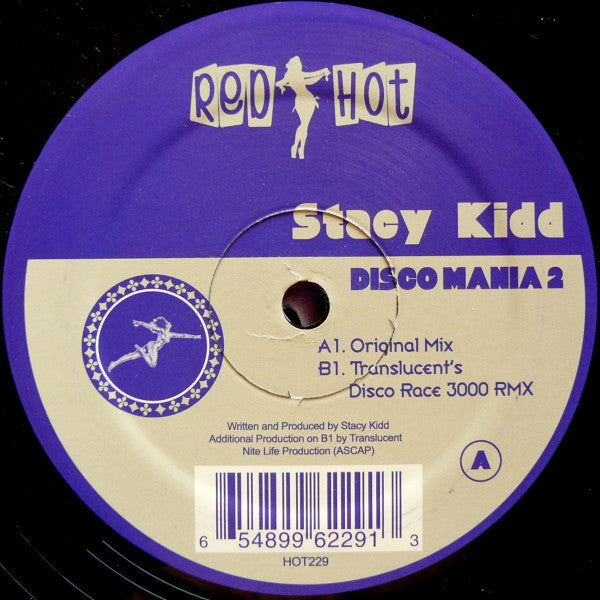 ReD HoT
Stacy Kidd
DISCO MANIA 2
A1. Original Mix
B1. Translucent's
Disco Race 3000 RMX
Written and Produced by Stacy Kidd
Additional Production on B1 by Translucent
Nite Life Production (ASCAP)
A
6 54899 62291 3
HOT229